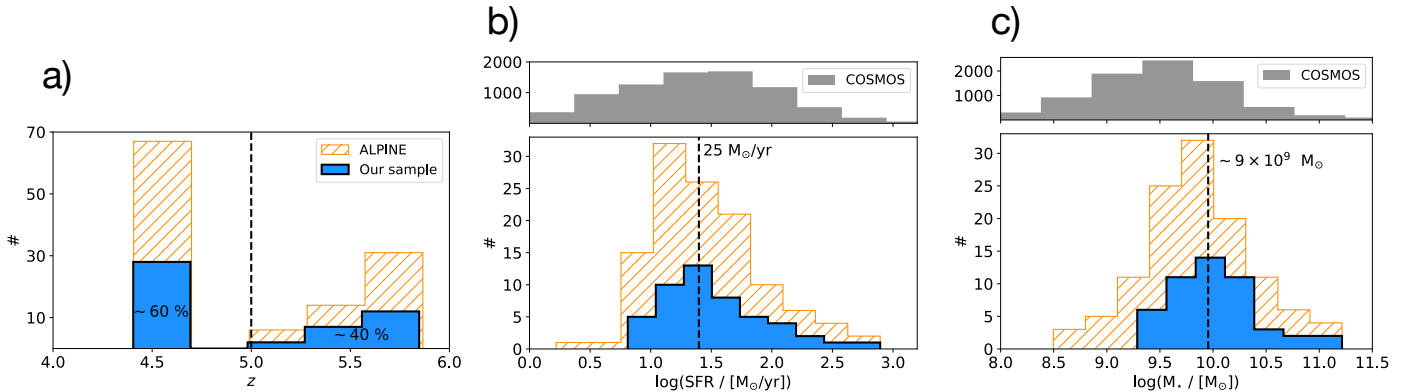 a)
70
50
30
10
#
ALPINE
Our sample
~ 60 %
~ 40 %
4.0 4.5 5.0 5.5 6.0
z
b)
2000
1000
COSMOS
30
25
20
15
10
5
0
#
25 M⊙/yr
0.0 0.5 1.0 1.5 2.0 2.5 3.0
log(SFR / [M⊙/yr])
c)
2000
1000
COSMOS
30
25
20
15
10
5
0
#
~ 9 × 10⁹ M⊙
8.0 8.5 9.0 9.5 10.0 10.5 11.0 11.5
log(M⋆ / [M⊙])